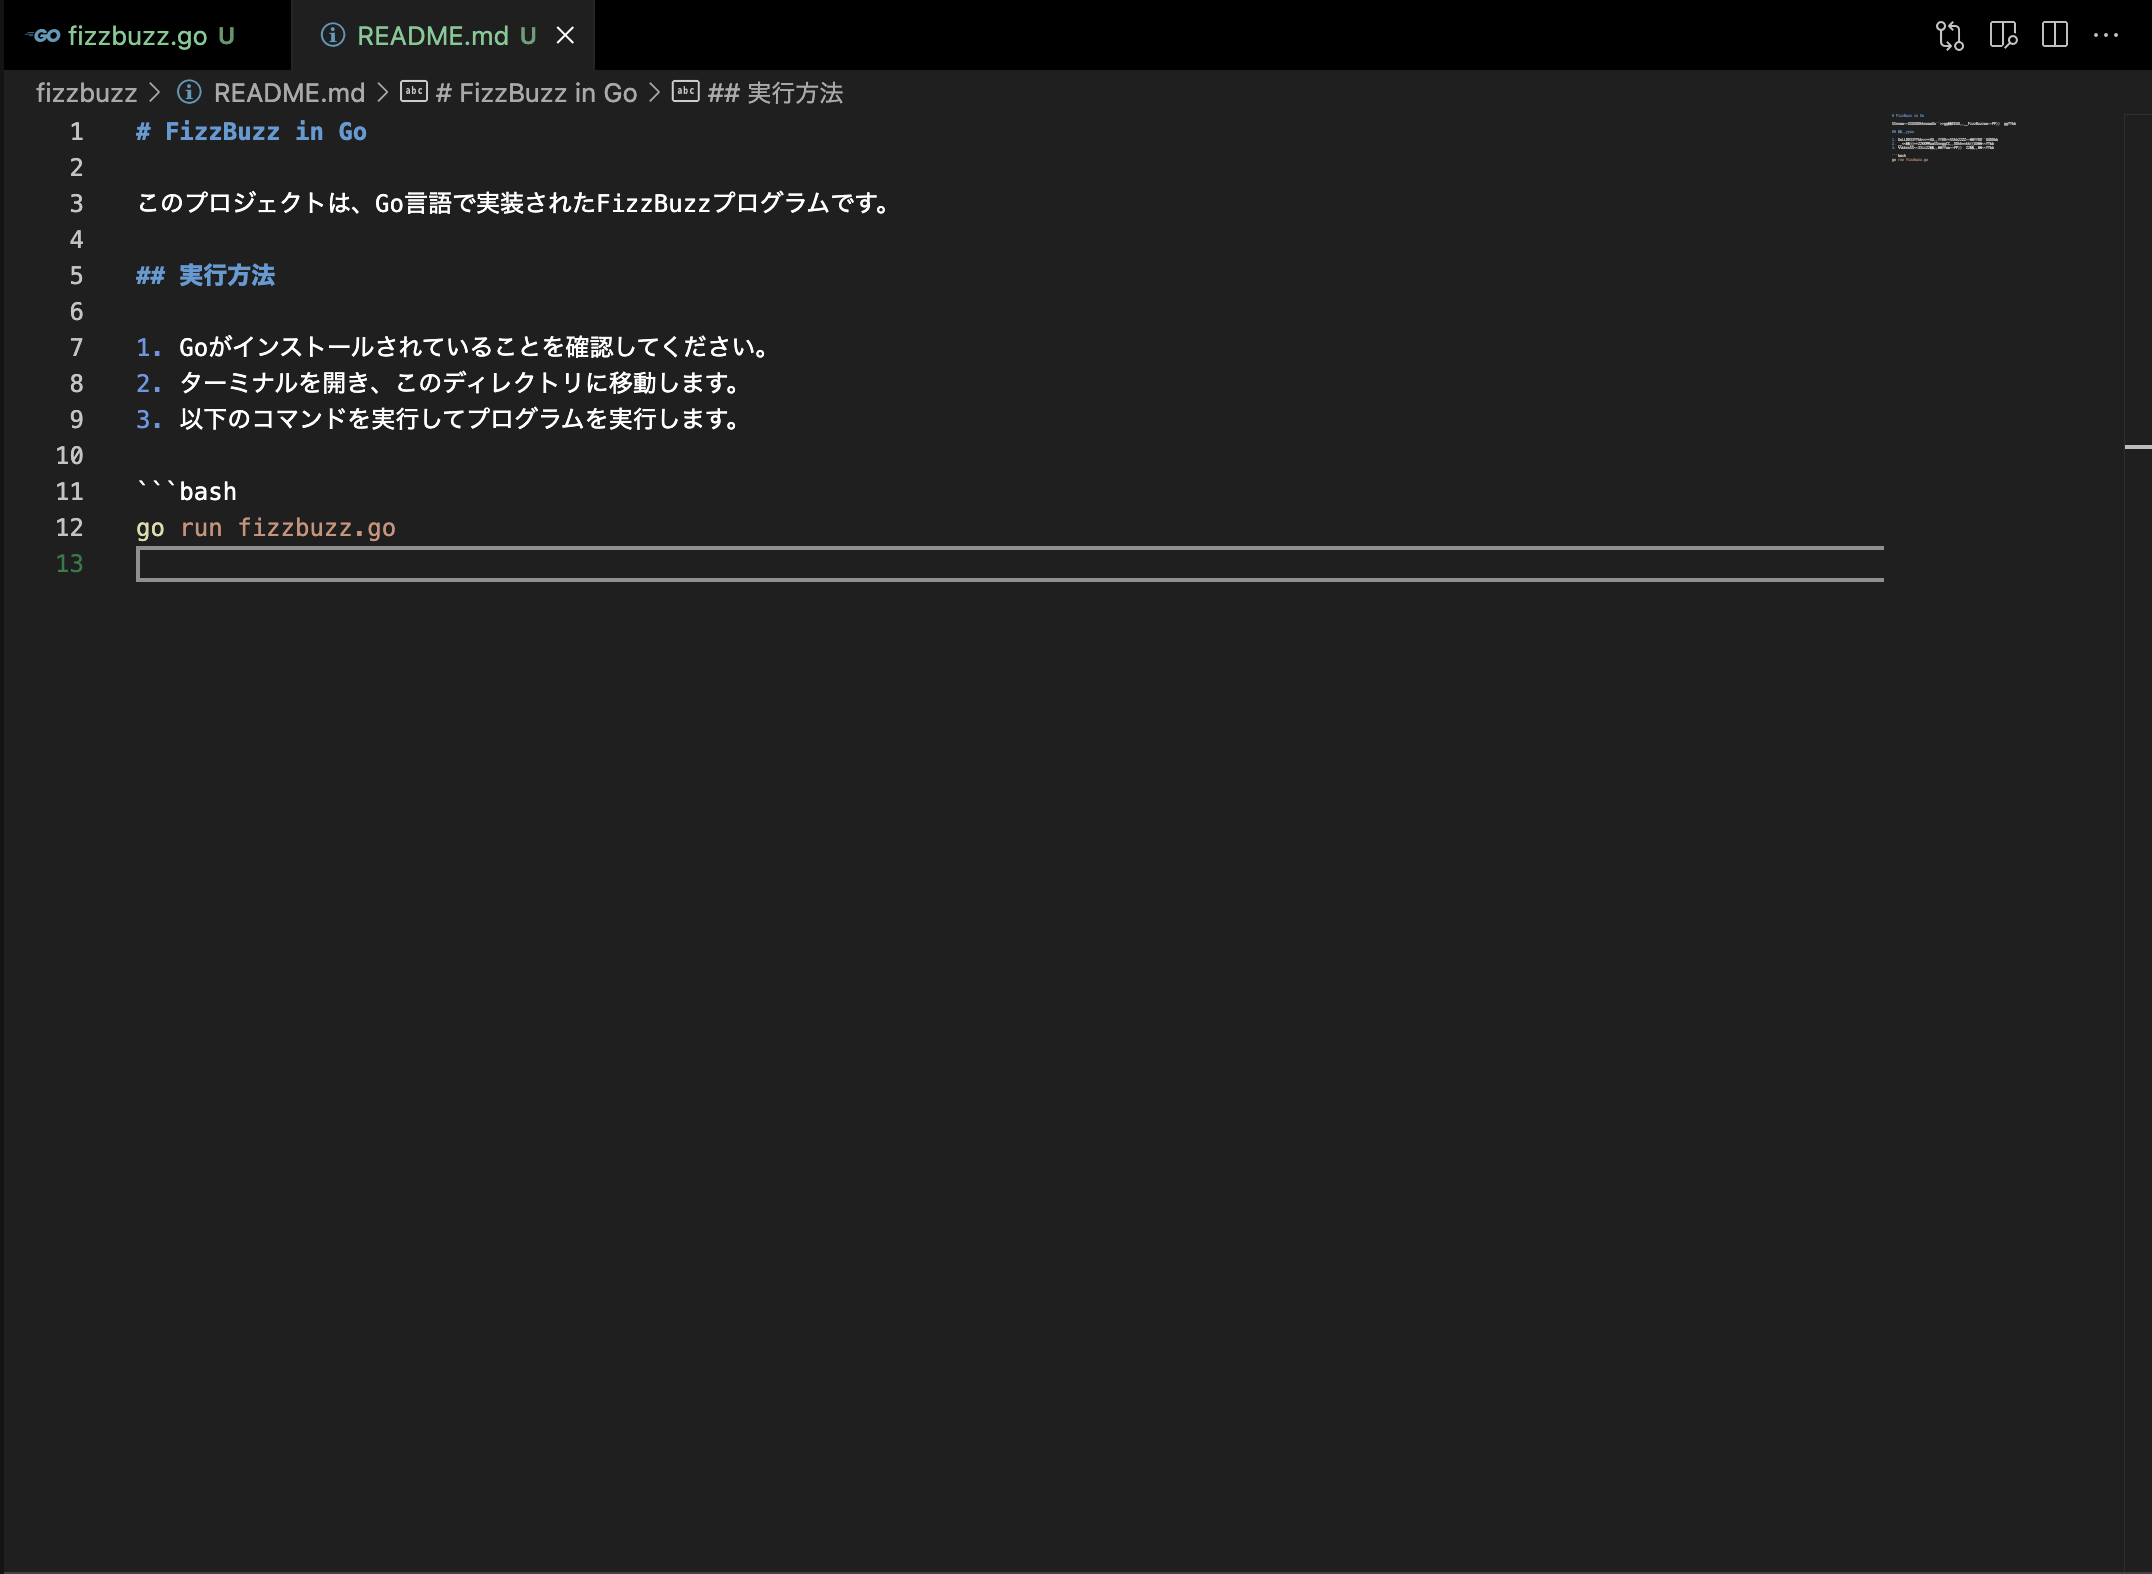 GO fizzbuzz.go U
README.md U
fizzbuzz > README.md > abc # FizzBuzz in Go > abc ## 実行方法
1 # FizzBuzz in Go
2
3 このプロジェクトは、Go言語で実装されたFizzBuzzプログラムです。
4
5 ## 実行方法
6
7 1. Goがインストールされていることを確認してください。
8 2. ターミナルを開き、このディレクトリに移動します。
9 3. 以下のコマンドを実行してプログラムを実行します。
10
11 ```bash
12 go run fizzbuzz.go
13